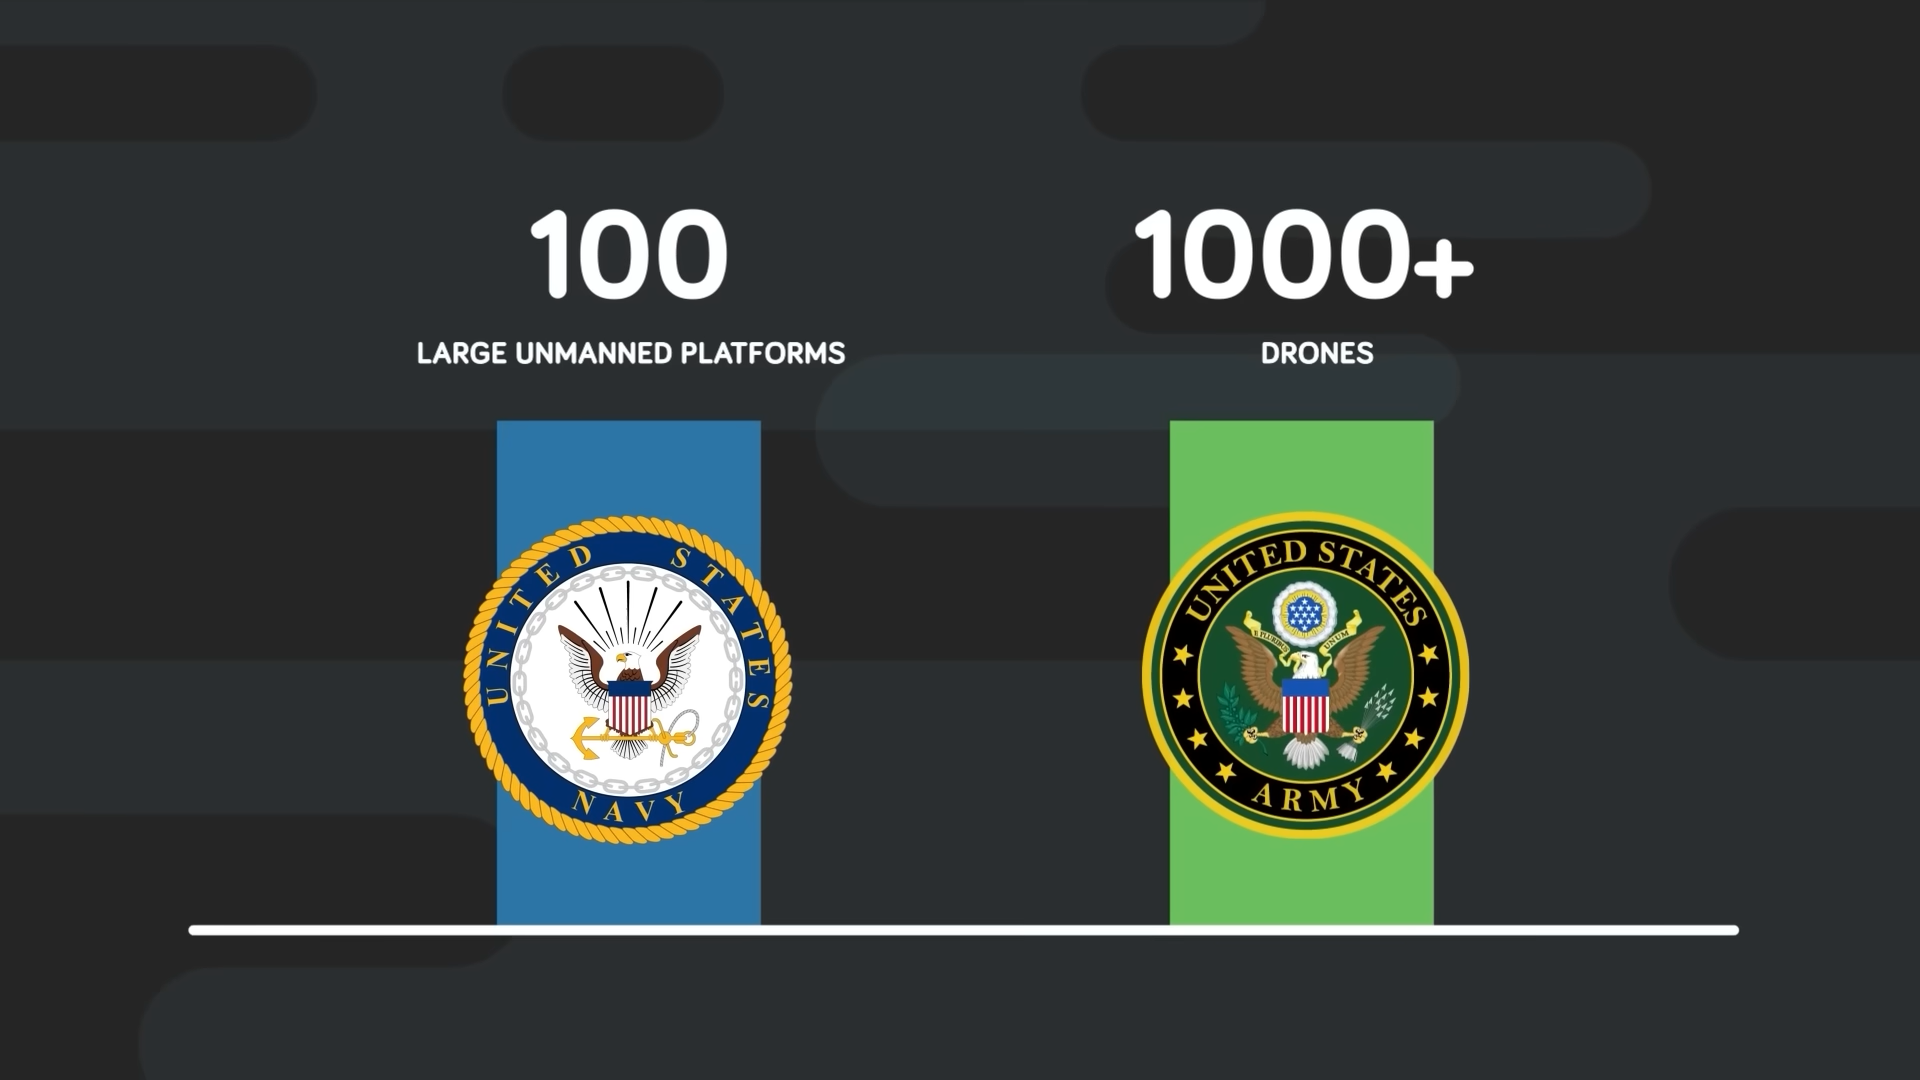 100
1000+
LARGE UNMANNED PLATFORMS
DRONES
UNITED STATES
NAVY
UNITED STATES
E PLURIBUS UNUM
ARMY